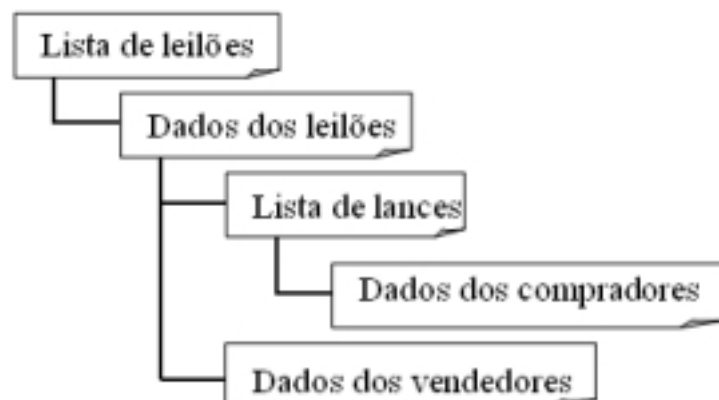 Lista de leilões
Dados dos leilões
Lista de lances
Dados dos compradores
Dados dos vendedores